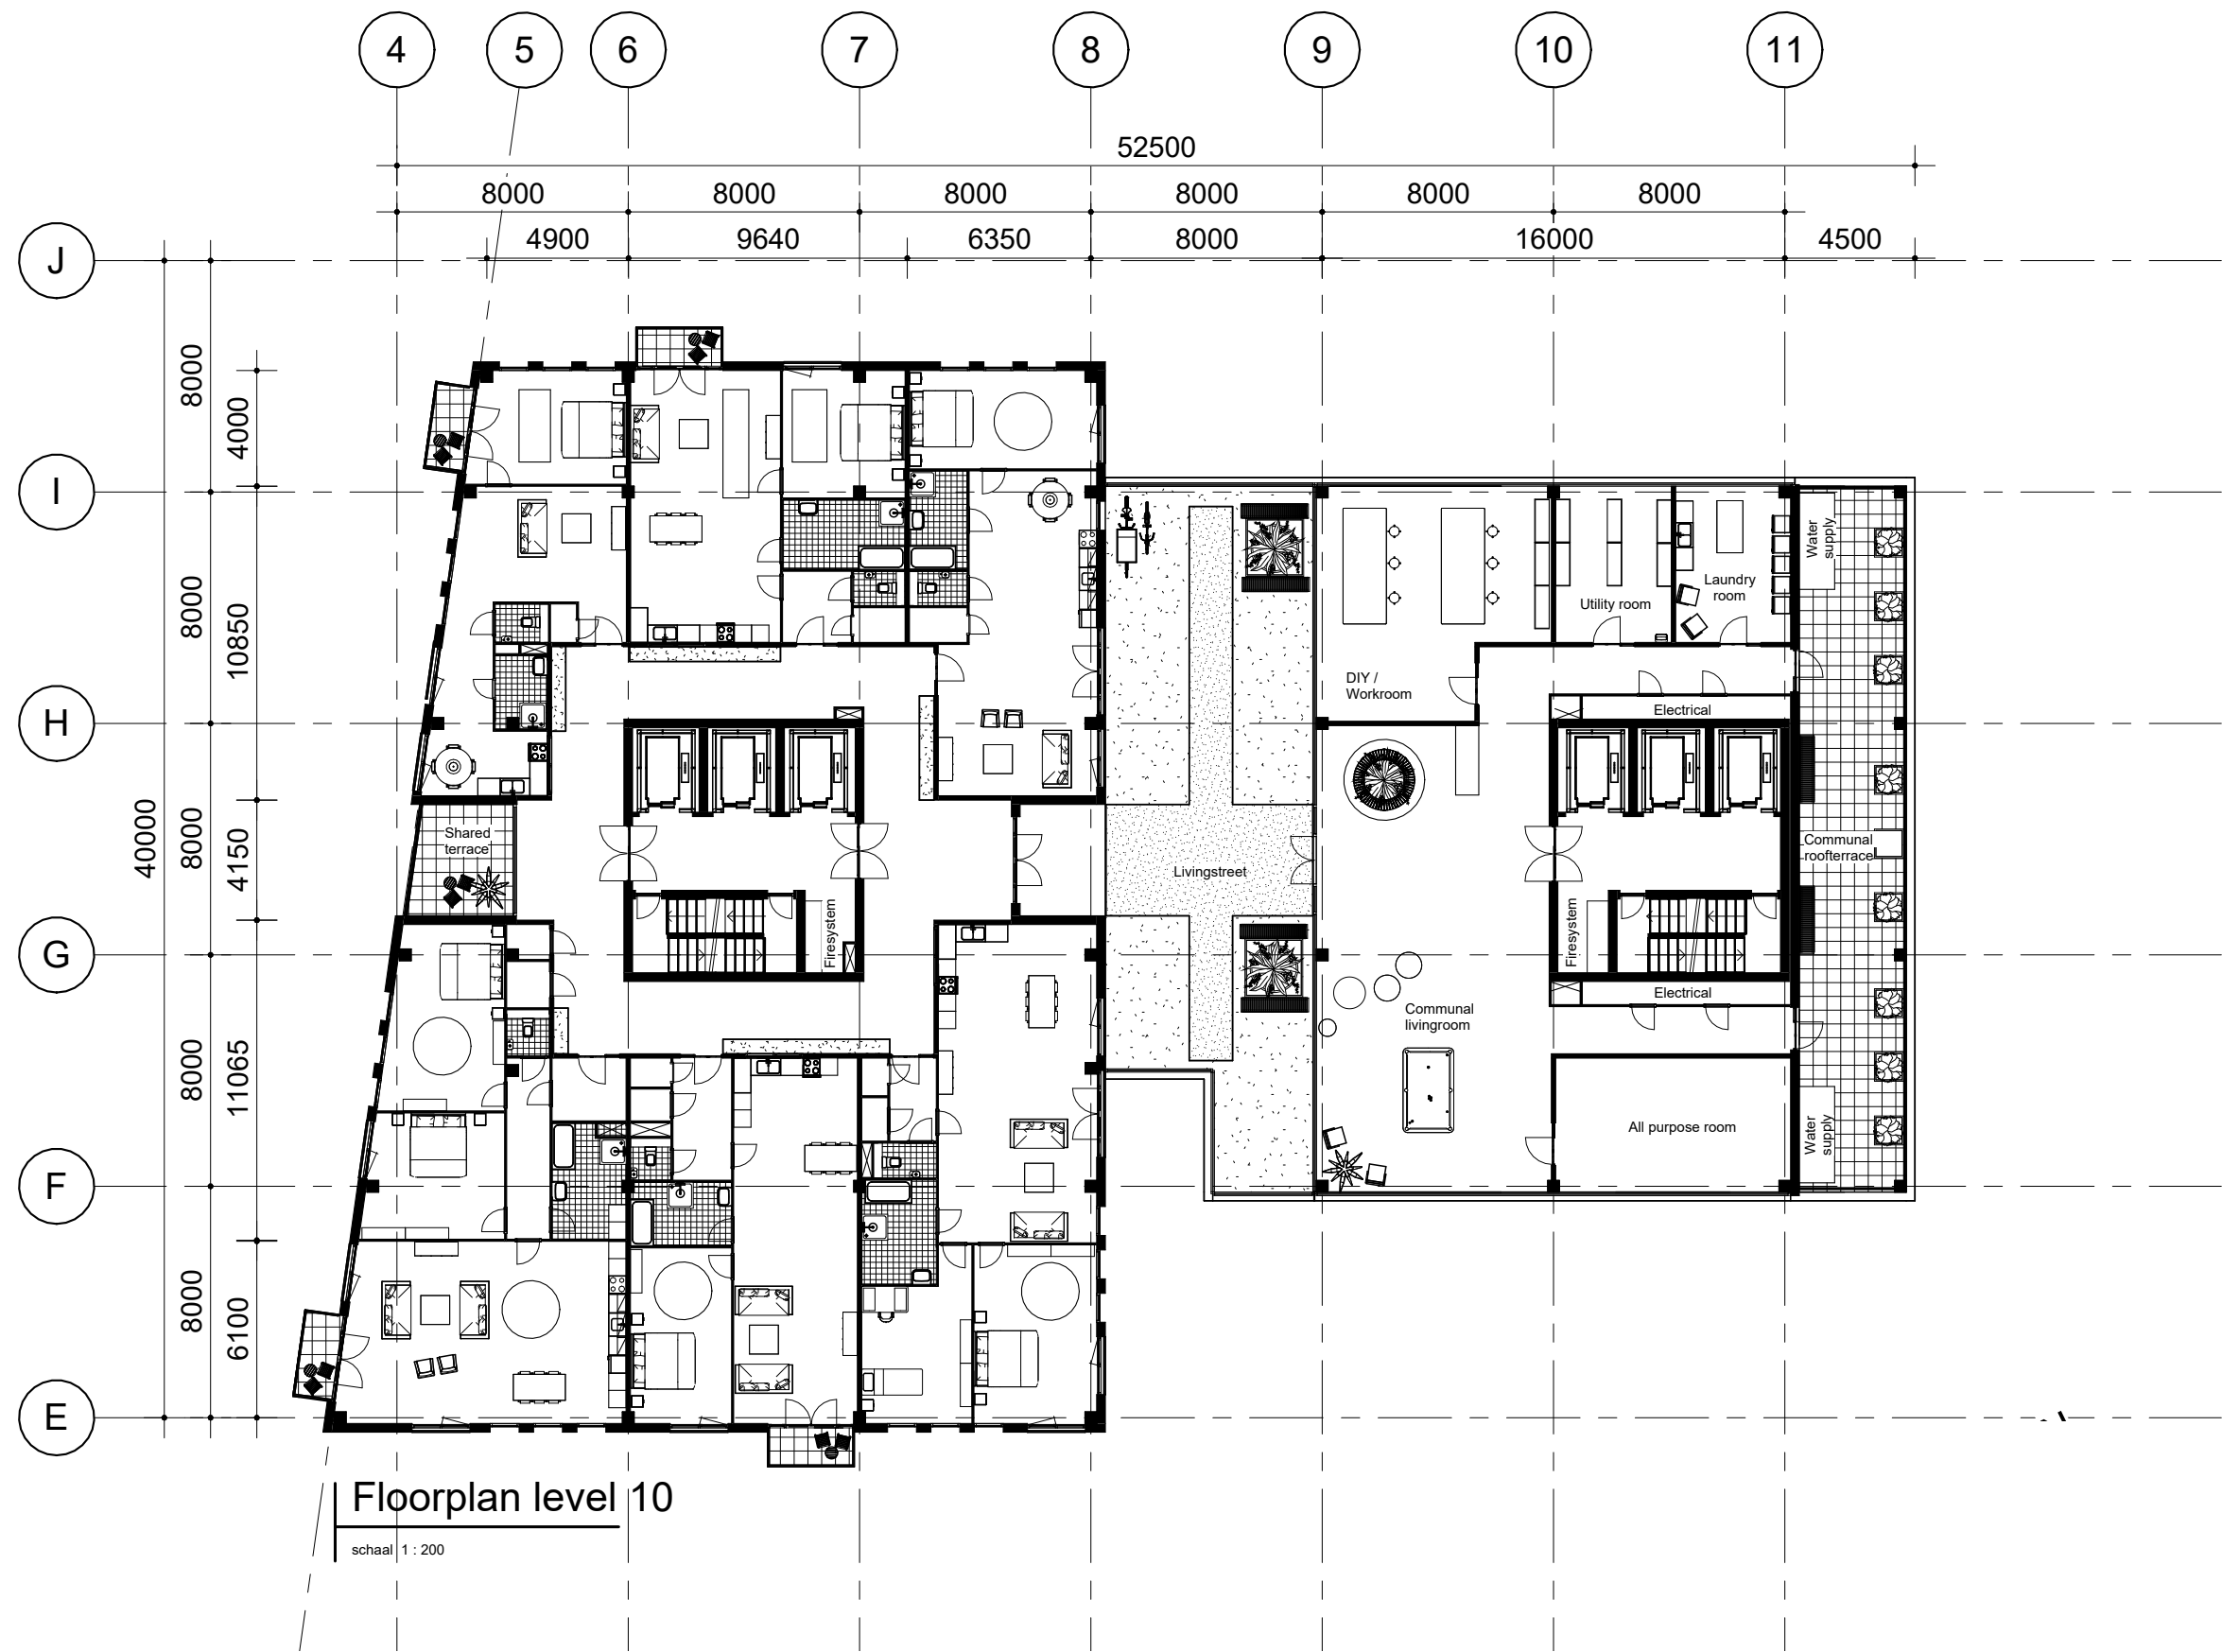 4 5 6 7 8 9 10 11
52500
8000 8000 8000 8000 8000 8000
4900 9640 6350 8000 16000 4500
J
I
H
G
F
E
40000
8000
8000
8000
8000
8000
4000
10850
4150
11065
6100
Water
supply
Laundry
room
Utility room
DIY /
Workroom
Electrical
Shared
terrace
Communal
roofterrace
Livingstreet
Firesystem
Firesystem
Electrical
Communal
livingroom
All purpose room
Water
supply
Floorplan level 10
schaal 1 : 200